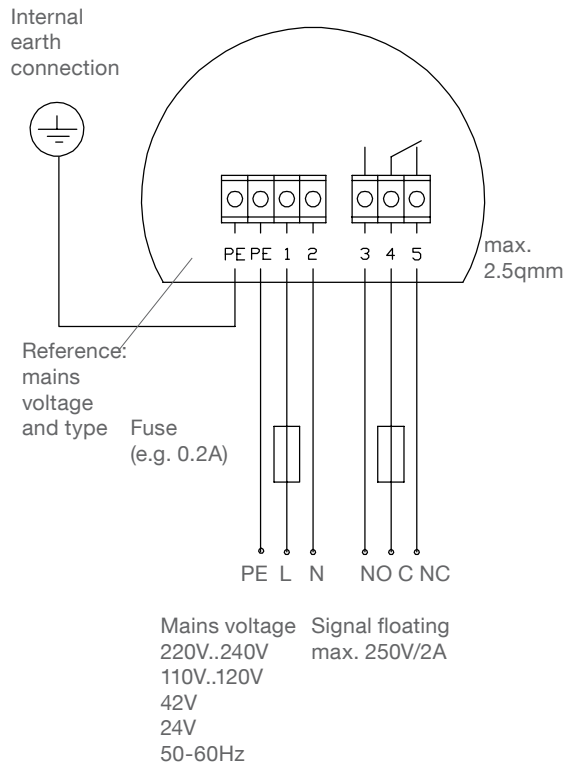 Internal
earth
connection
PE PE 1 2 3 4 5
max.
2.5qmm
Reference:
mains
voltage
and type
Fuse
(e.g. 0.2A)
PE L N NO C NC
Mains voltage
220V..240V
110V..120V
42V
24V
50-60Hz
Signal floating
max. 250V/2A